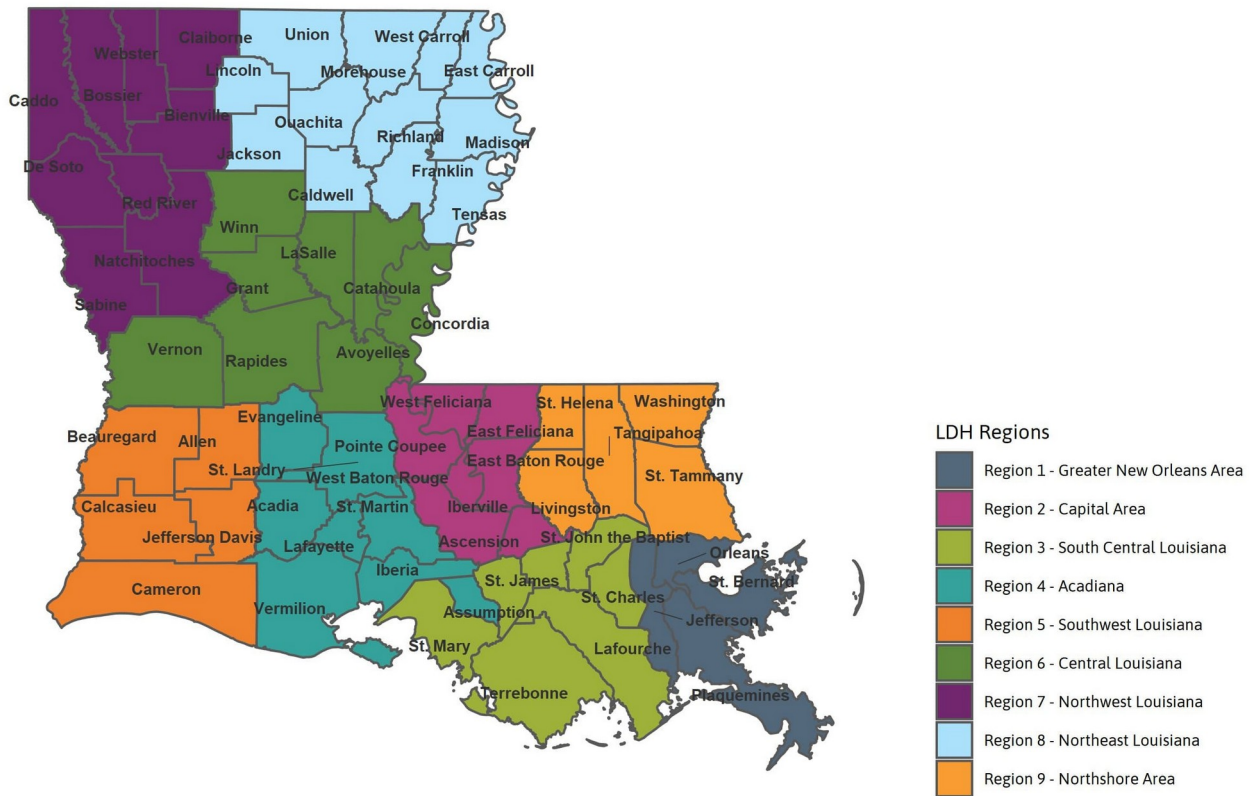 Claiborne
Union
West Carroll
Webster
Lincoln
Morehouse
East Carroll
Caddo
Bossier
Bienville
Ouachita
Richland
Madison
De Soto
Jackson
Franklin
Red River
Caldwell
Tensas
Winn
LaSalle
Natchitoches
Grant
Catahoula
Sabine
Concordia
Vernon
Rapides
Avoyelles
West Feliciana
St. Helena
Washington
Evangeline
East Feliciana
Tangipahoa
Beauregard
Allen
Pointe Coupee
East Baton Rouge
St. Landry
West Baton Rouge
St. Tammany
Calcasieu
Acadia
St. Martin
Iberville
Livingston
Jefferson Davis
Lafayette
Ascension
St. John the Baptist
Orleans
Iberia
St. James
St. Bernard
Cameron
Vermilion
Assumption
St. Charles
Jefferson
St. Mary
Lafourche
Terrebonne
Plaquemines
LDH Regions
Region 1 - Greater New Orleans Area
Region 2 - Capital Area
Region 3 - South Central Louisiana
Region 4 - Acadiana
Region 5 - Southwest Louisiana
Region 6 - Central Louisiana
Region 7 - Northwest Louisiana
Region 8 - Northeast Louisiana
Region 9 - Northshore Area